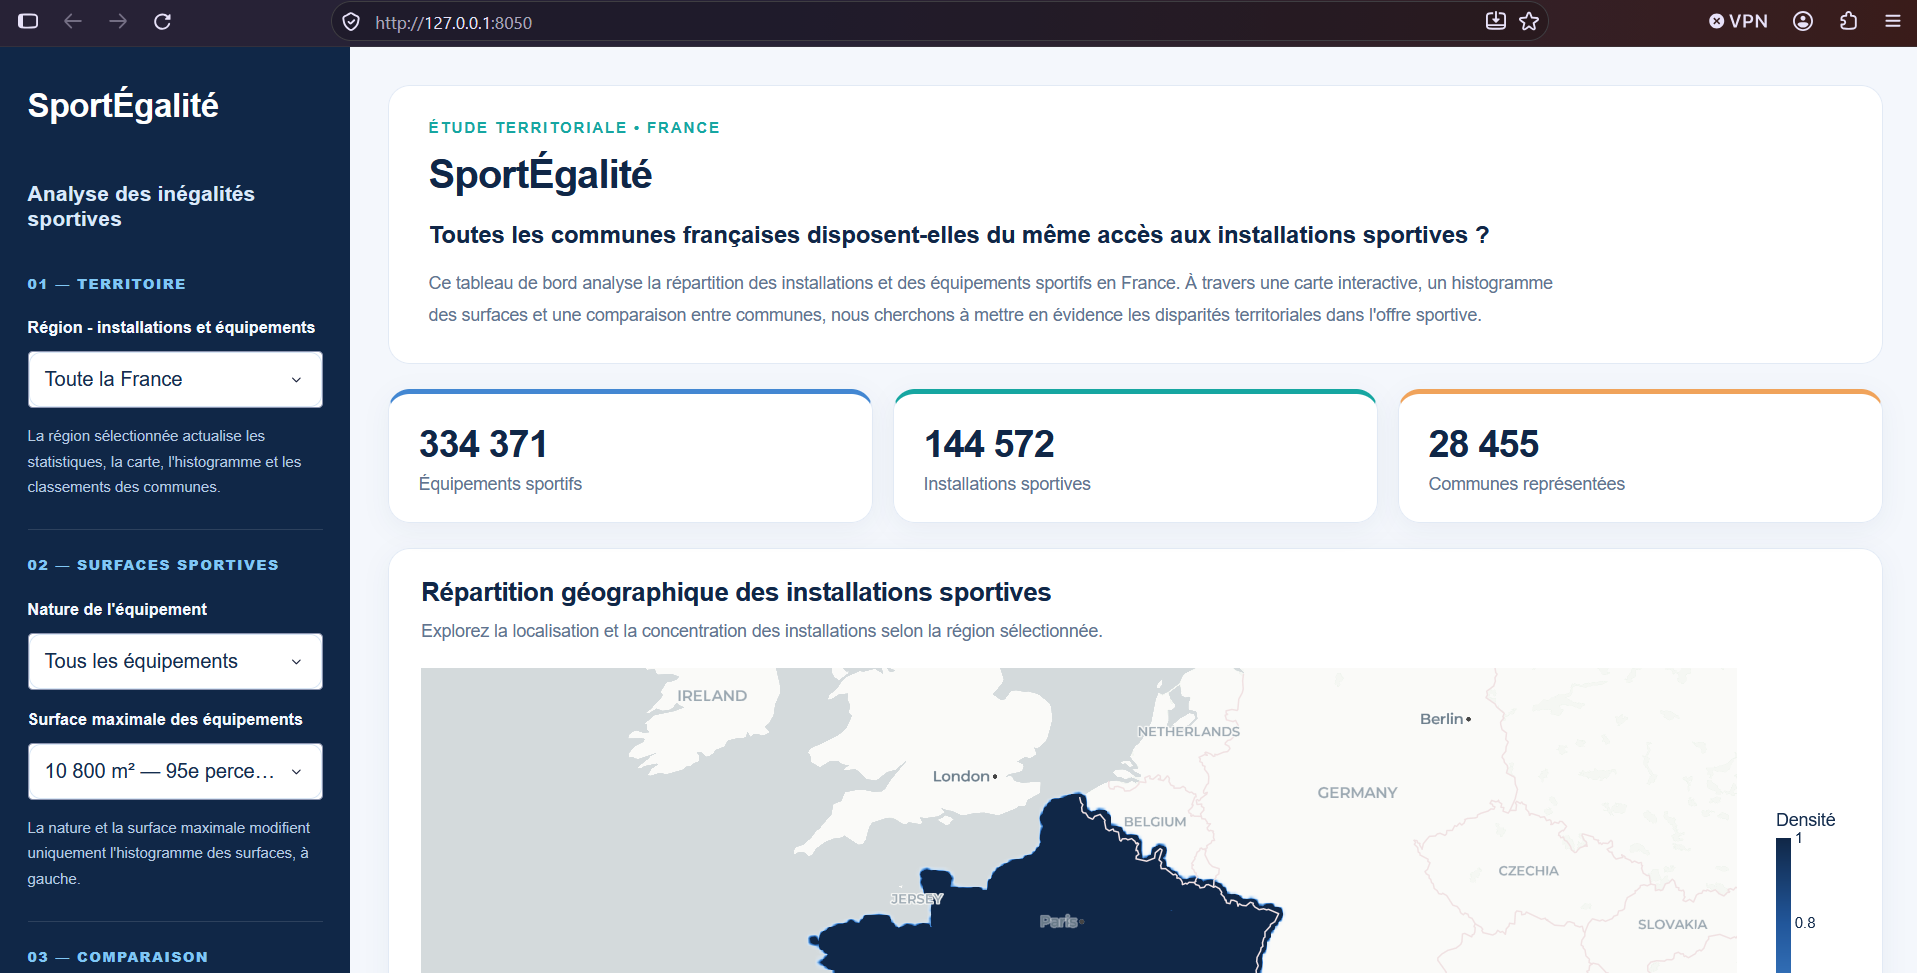 http://127.0.0.1:8050
VPN
SportÉgalité
Analyse des inégalités
sportives
01 — TERRITOIRE
Région - installations et équipements
Toute la France
La région sélectionnée actualise les
statistiques, la carte, l'histogramme et les
classements des communes.
02 — SURFACES SPORTIVES
Nature de l'équipement
Tous les équipements
Surface maximale des équipements
10 800 m² — 95e perce...
La nature et la surface maximale modifient
uniquement l'histogramme des surfaces, à
gauche.
03 — COMPARAISON
ÉTUDE TERRITORIALE • FRANCE
SportÉgalité
Toutes les communes françaises disposent-elles du même accès aux installations sportives ?
Ce tableau de bord analyse la répartition des installations et des équipements sportifs en France. À travers une carte interactive, un histogramme
des surfaces et une comparaison entre communes, nous cherchons à mettre en évidence les disparités territoriales dans l'offre sportive.
334 371
Équipements sportifs
144 572
Installations sportives
28 455
Communes représentées
Répartition géographique des installations sportives
Explorez la localisation et la concentration des installations selon la région sélectionnée.
IRELAND
NETHERLANDS
Berlin
London
GERMANY
BELGIUM
CZECHIA
JERSEY
Paris
SLOVAKIA
Densité
1
0.8